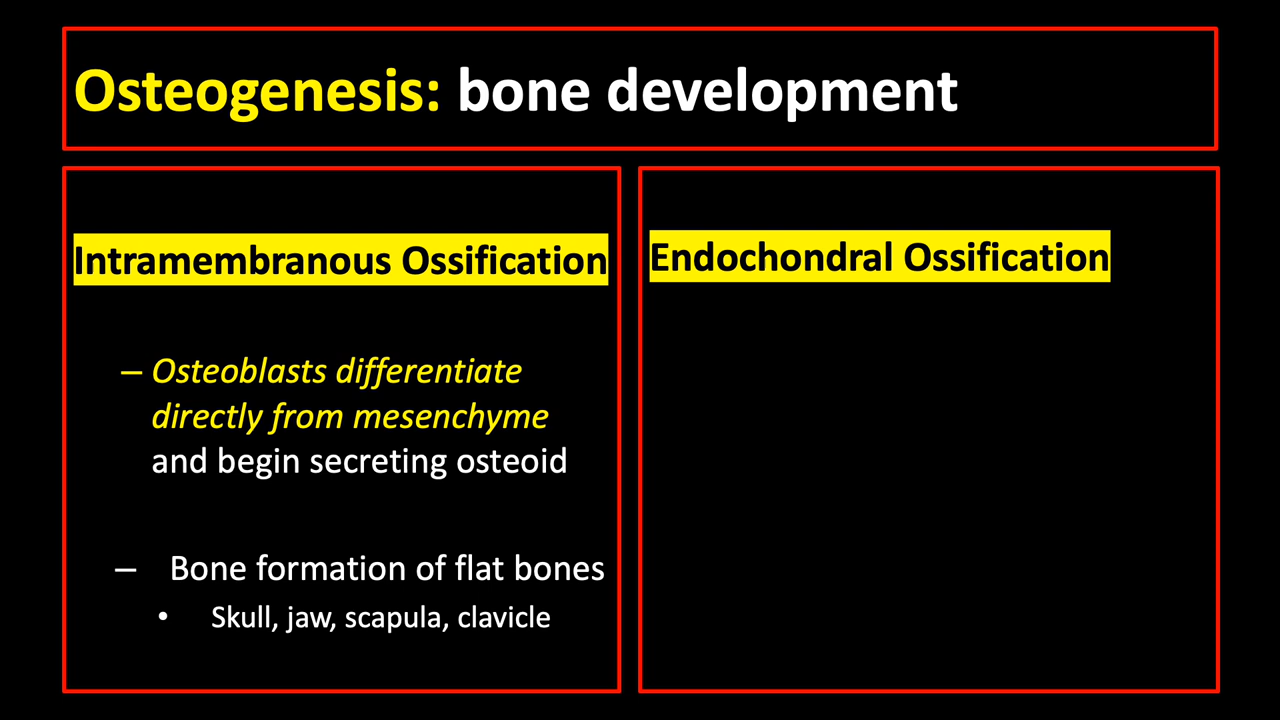 Osteogenesis: bone development
Intramembranous Ossification
– Osteoblasts differentiate
directly from mesenchyme
and begin secreting osteoid
– Bone formation of flat bones
• Skull, jaw, scapula, clavicle
Endochondral Ossification